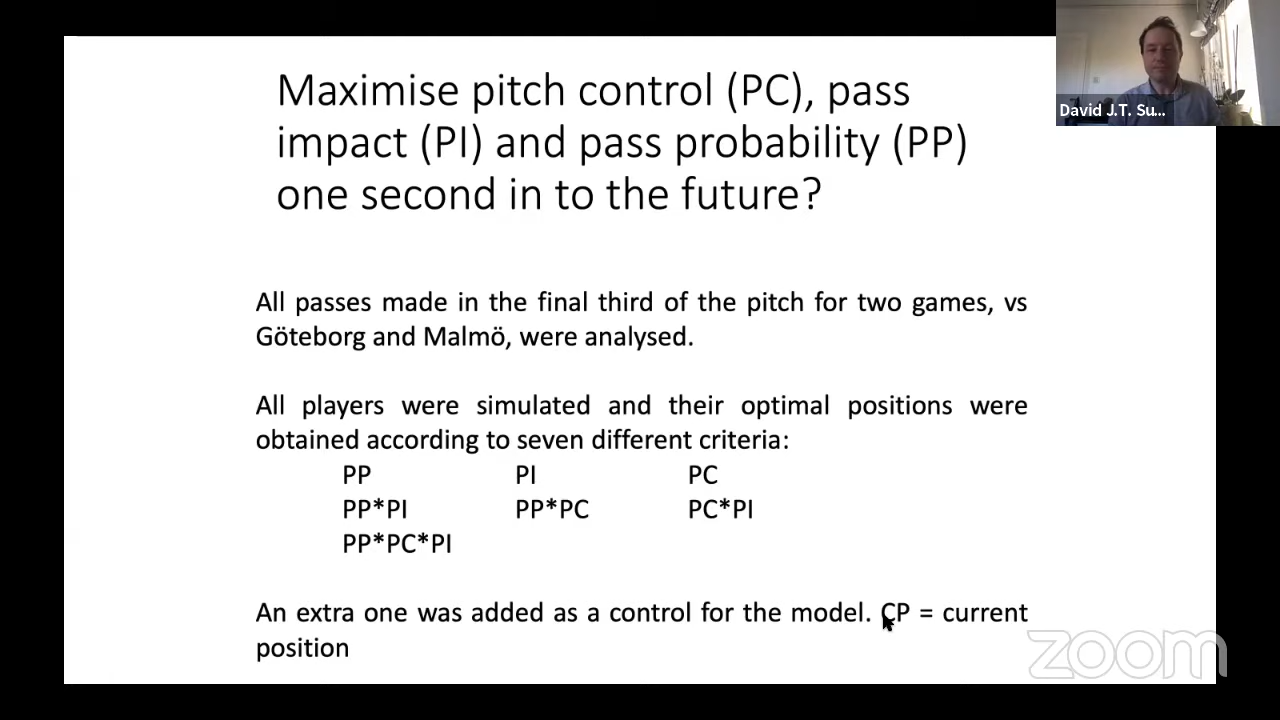 Maximise pitch control (PC), pass
impact (PI) and pass probability (PP)
one second in to the future?
David J.T. Su...
All passes made in the final third of the pitch for two games, vs
Göteborg and Malmö, were analysed.
All players were simulated and their optimal positions were
obtained according to seven different criteria:
PP PI PC
PP*PI PP*PC PC*PI
PP*PC*PI
An extra one was added as a control for the model. CP = current
position
zoom